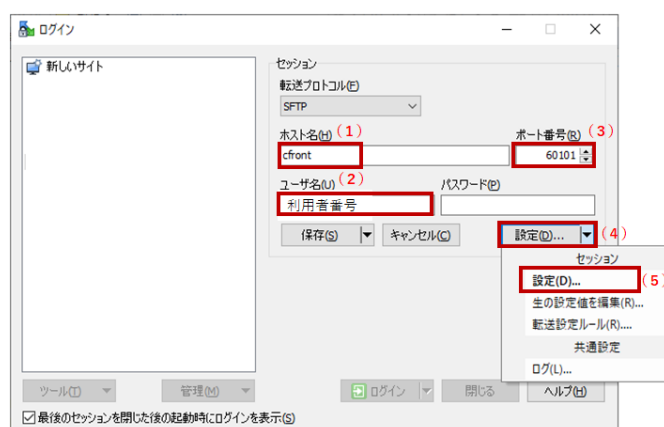 ログイン
新しいサイト
セッション
転送プロトコル(F)
SFTP
ホスト名(H) (1)
ポート番号(R) (3)
cfront
60101
ユーザ名(U) (2)
パスワード(P)
利用者番号
保存(S)
キャンセル(C)
設定(D)... (4)
セッション
設定(D)... (5)
生の設定値を編集(R)...
転送設定ルール(R)....
共通設定
ログ(L)...
ツール(T)
管理(M)
ログイン
閉じる
ヘルプ(H)
最後のセッションを閉じた後の起動時にログインを表示(S)